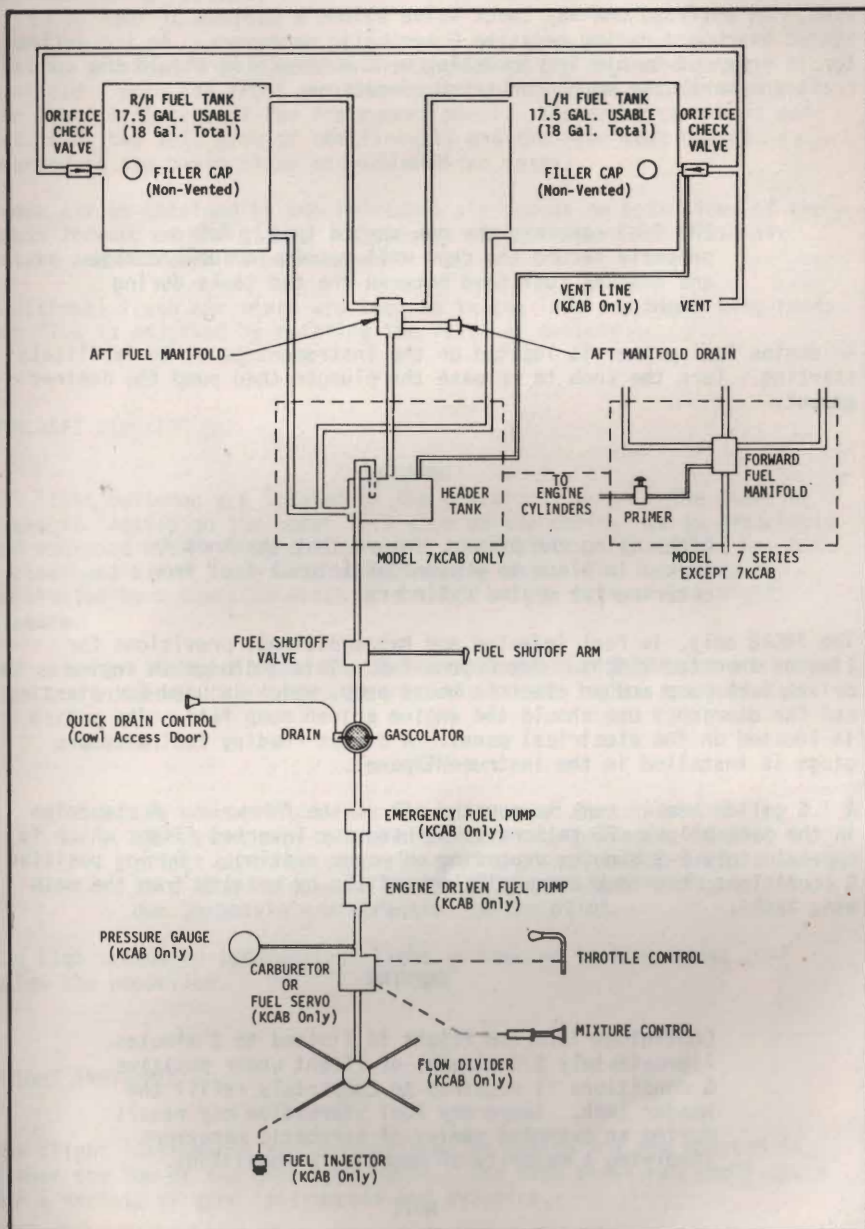 R/H FUEL TANK
17.5 GAL. USABLE
(18 Gal. Total)
L/H FUEL TANK
17.5 GAL. USABLE
(18 Gal. Total)
ORIFICE
CHECK
VALVE
ORIFICE
CHECK
VALVE
FILLER CAP
(Non-Vented)
FILLER CAP
(Non-Vented)
VENT LINE
(KCAB Only)
VENT
AFT FUEL MANIFOLD
AFT MANIFOLD DRAIN
HEADER
TANK
TO
ENGINE
CYLINDERS
PRIMER
FORWARD
FUEL
MANIFOLD
MODEL 7KCAB ONLY
MODEL 7 SERIES
EXCEPT 7KCAB
FUEL SHUTOFF
VALVE
FUEL SHUTOFF ARM
QUICK DRAIN CONTROL
(Cowl Access Door)
DRAIN
GASCOLATOR
EMERGENCY FUEL PUMP
(KCAB Only)
ENGINE DRIVEN FUEL PUMP
(KCAB Only)
PRESSURE GAUGE
(KCAB Only)
CARBURETOR
OR
FUEL SERVO
(KCAB Only)
THROTTLE CONTROL
MIXTURE CONTROL
FLOW DIVIDER
(KCAB Only)
FUEL INJECTOR
(KCAB Only)